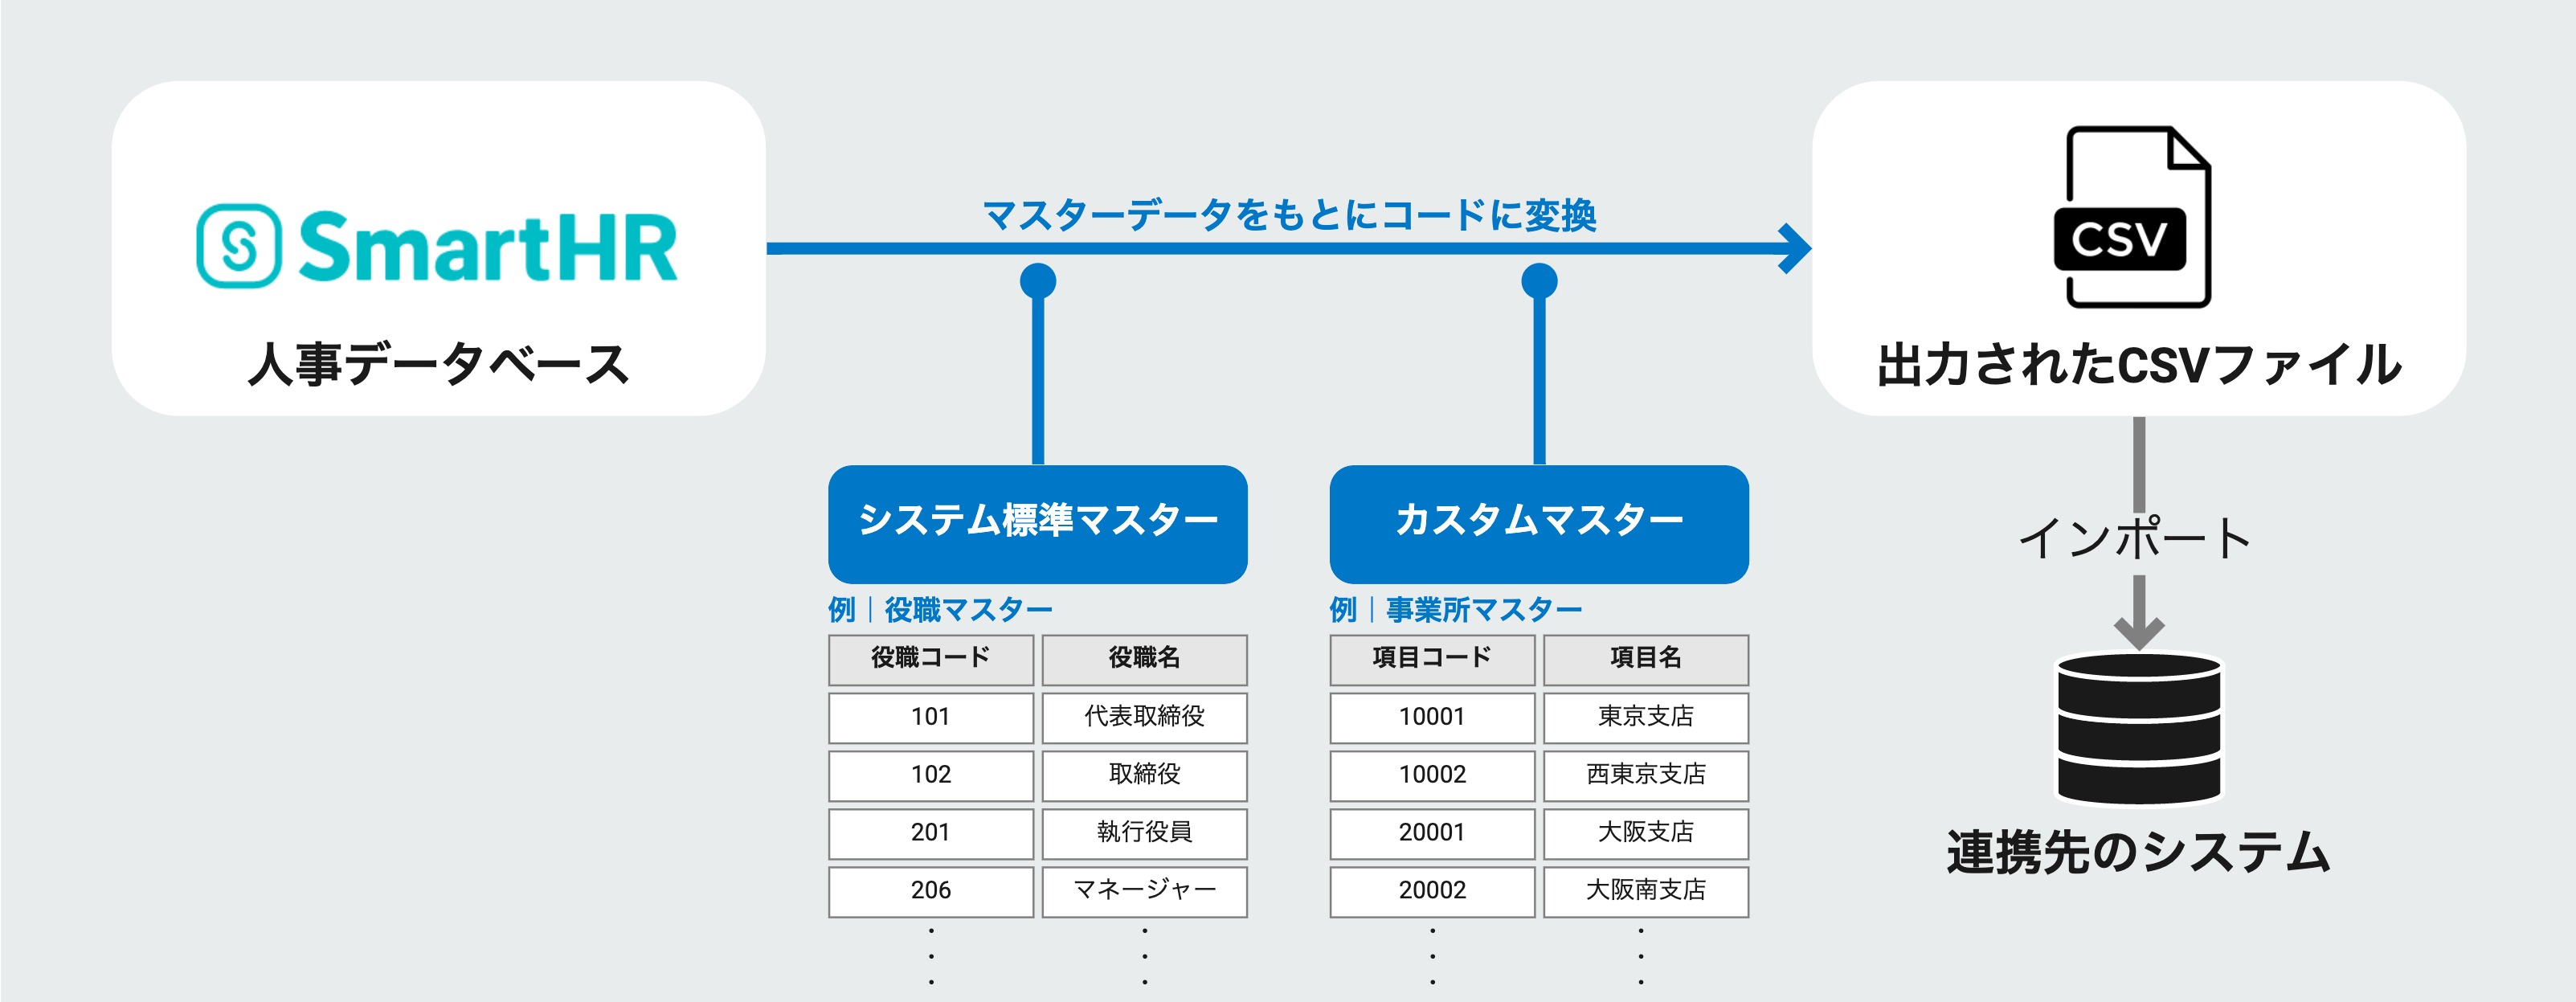 SmartHR
人事データベース
マスターデータをもとにコードに変換
CSV
出力されたCSVファイル
システム標準マスター
例｜役職マスター
役職コード 役職名
101 代表取締役
102 取締役
201 執行役員
206 マネージャー
カスタムマスター
例｜事業所マスター
項目コード 項目名
10001 東京支店
10002 西東京支店
20001 大阪支店
20002 大阪南支店
インポート
連携先のシステム